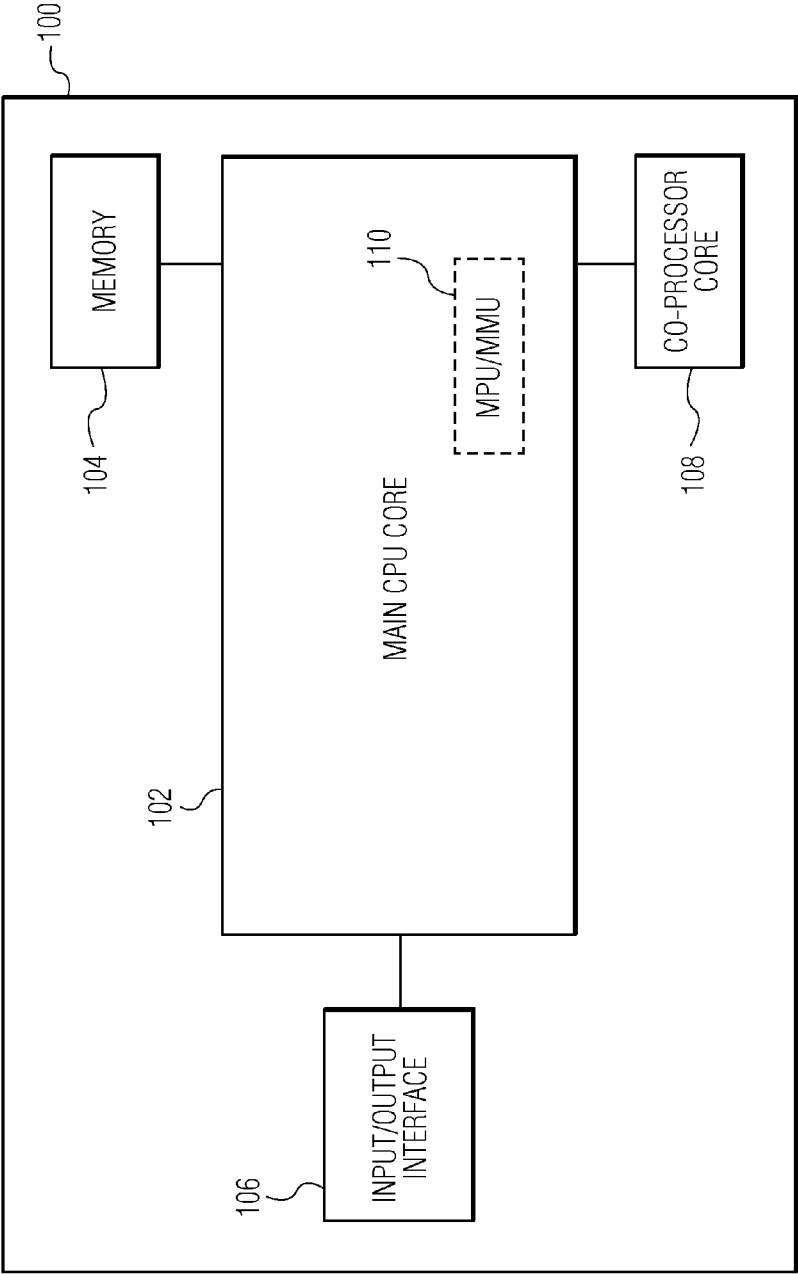 100
104
MEMORY
102
106
INPUT/OUTPUT
INTERFACE
MAIN CPU CORE
110
MPU/MMU
108
CO-PROCESSOR
CORE